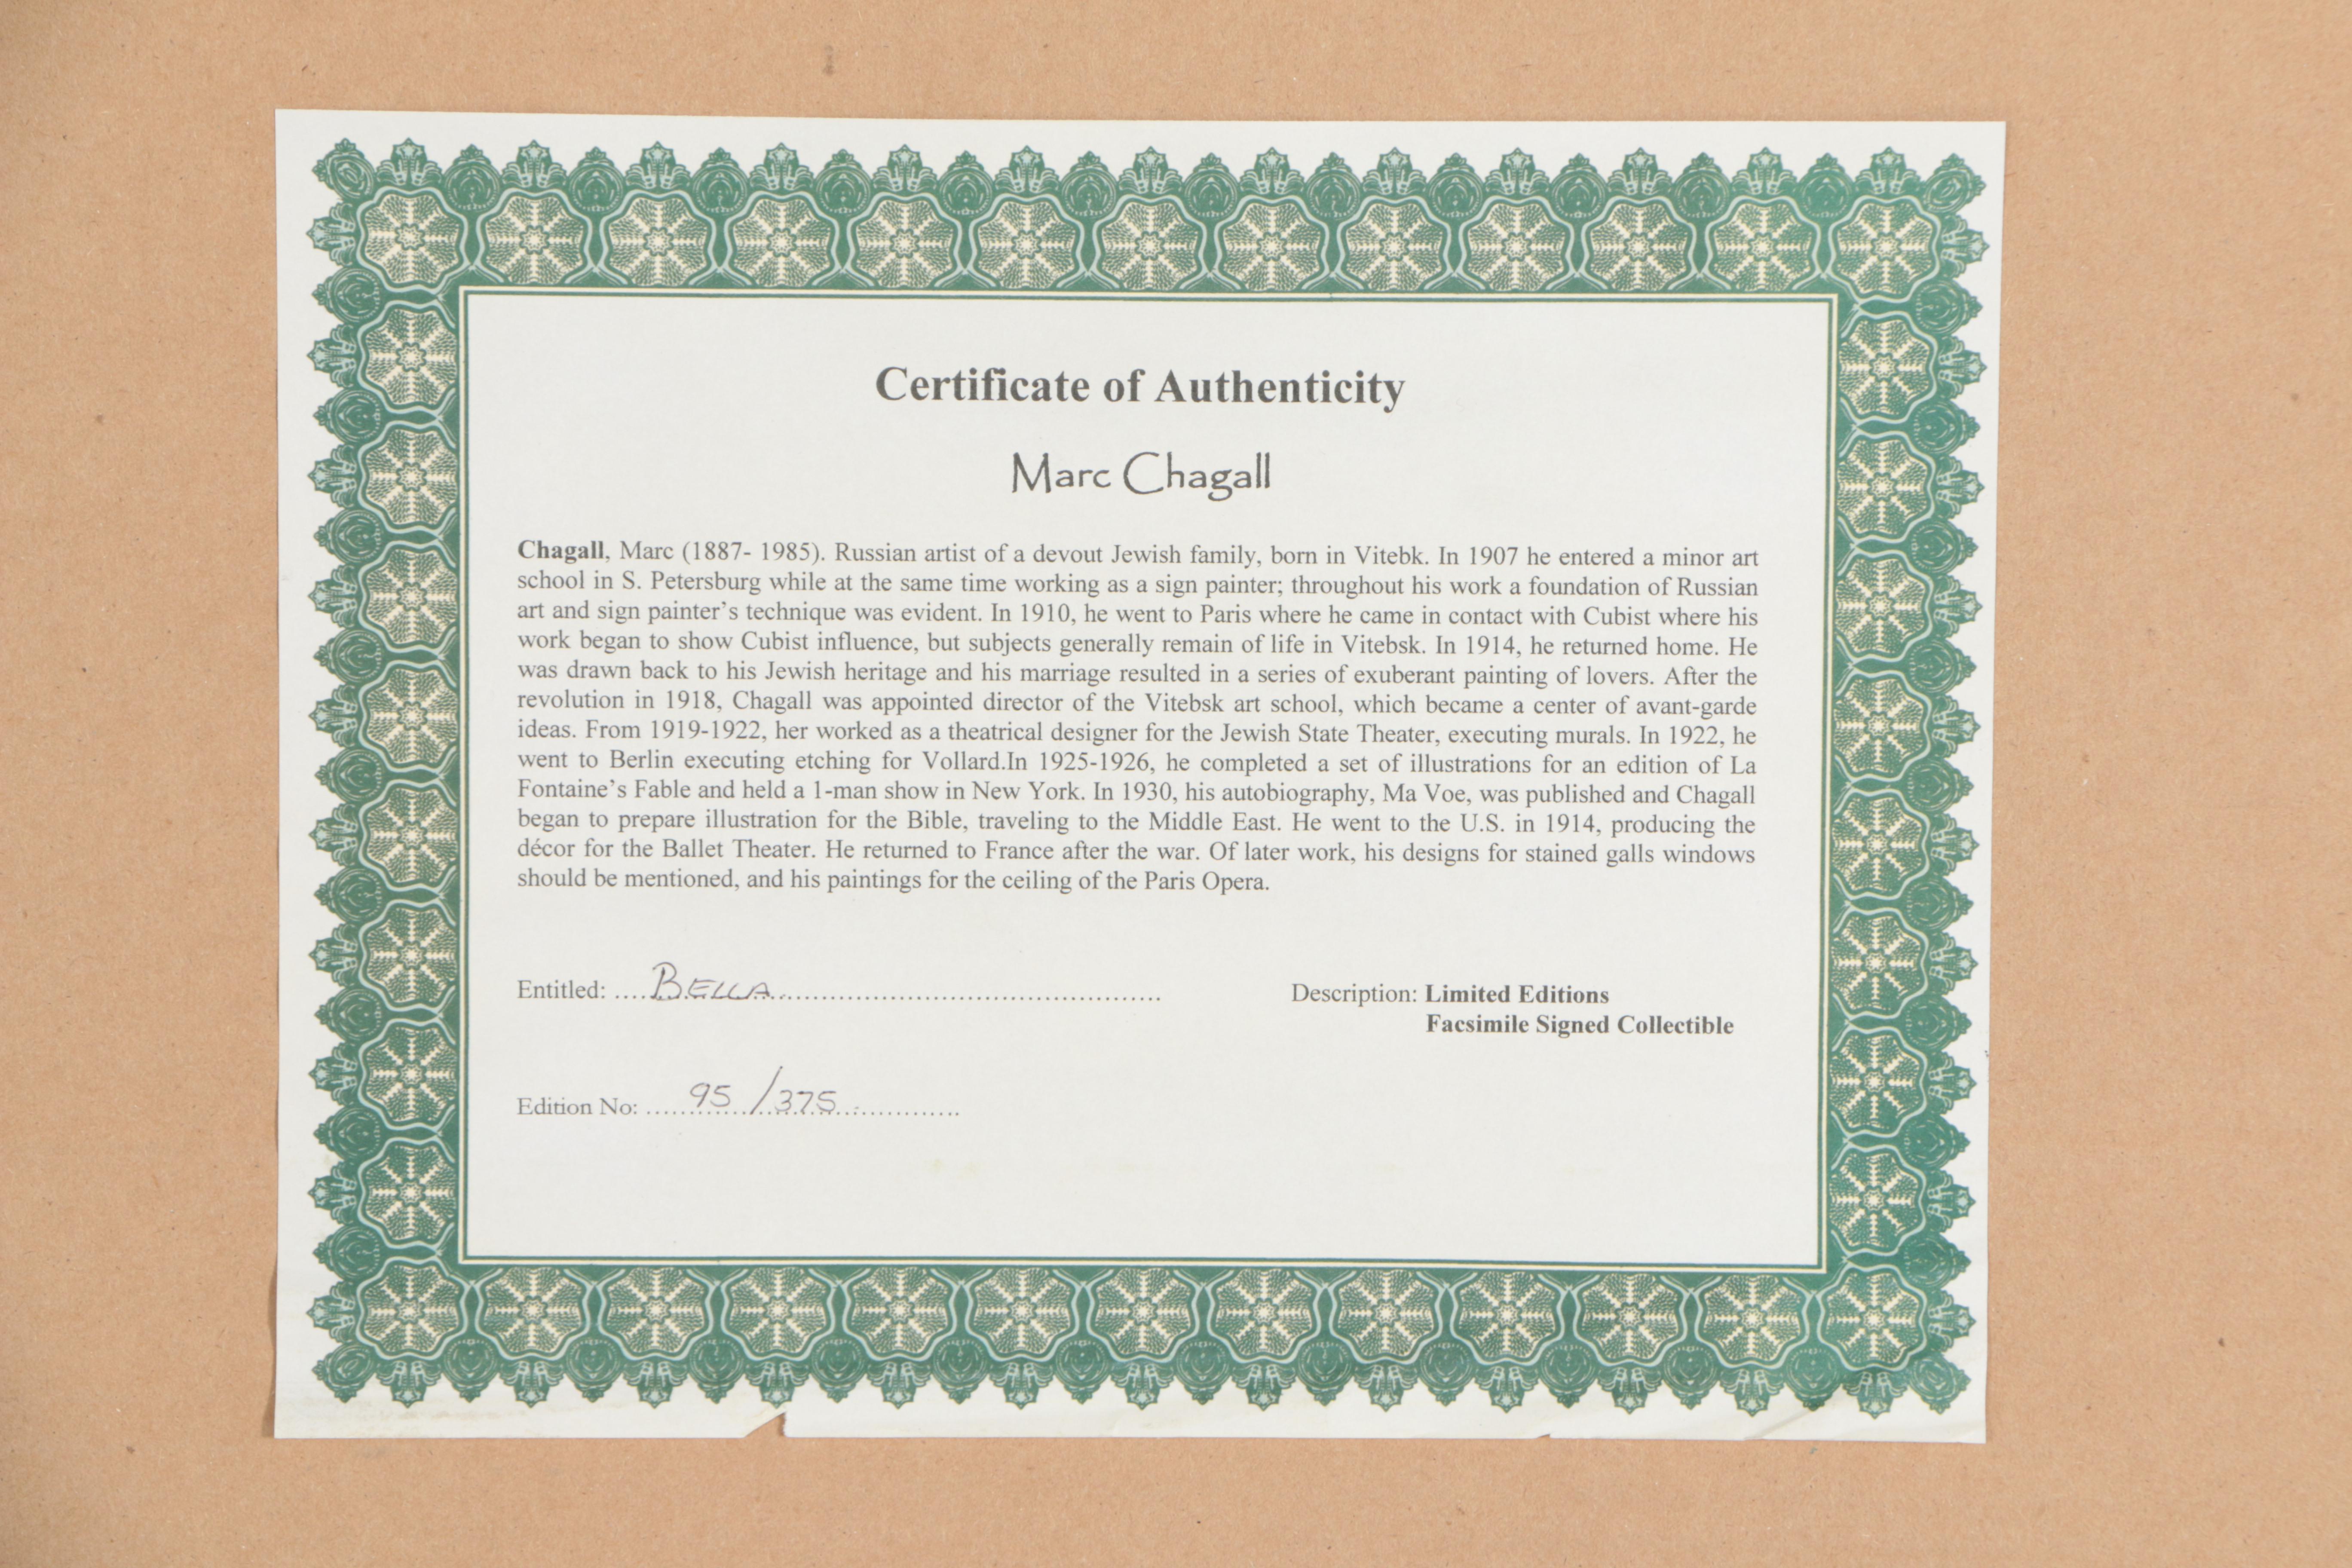 Certificate of Authenticity
Marc Chagall
Chagall, Marc (1887- 1985). Russian artist of a devout Jewish family, born in Vitebk. In 1907 he entered a minor art
school in S. Petersburg while at the same time working as a sign painter; throughout his work a foundation of Russian
art and sign painter's technique was evident. In 1910, he went to Paris where he came in contact with Cubist where his
work began to show Cubist influence, but subjects generally remain of life in Vitebsk. In 1914, he returned home. He
was drawn back to his Jewish heritage and his marriage resulted in a series of exuberant painting of lovers. After the
revolution in 1918, Chagall was appointed director of the Vitebsk art school, which became a center of avant-garde
ideas. From 1919-1922, her worked as a theatrical designer for the Jewish State Theater, executing murals. In 1922, he
went to Berlin executing etching for Vollard.In 1925-1926, he completed a set of illustrations for an edition of La
Fontaine's Fable and held a 1-man show in New York. In 1930, his autobiography, Ma Voe, was published and Chagall
began to prepare illustration for the Bible, traveling to the Middle East. He went to the U.S. in 1914, producing the
décor for the Ballet Theater. He returned to France after the war. Of later work, his designs for stained galls windows
should be mentioned, and his paintings for the ceiling of the Paris Opera.
Entitled: BELLA
Description: Limited Editions
Facsimile Signed Collectible
Edition No: 95/375